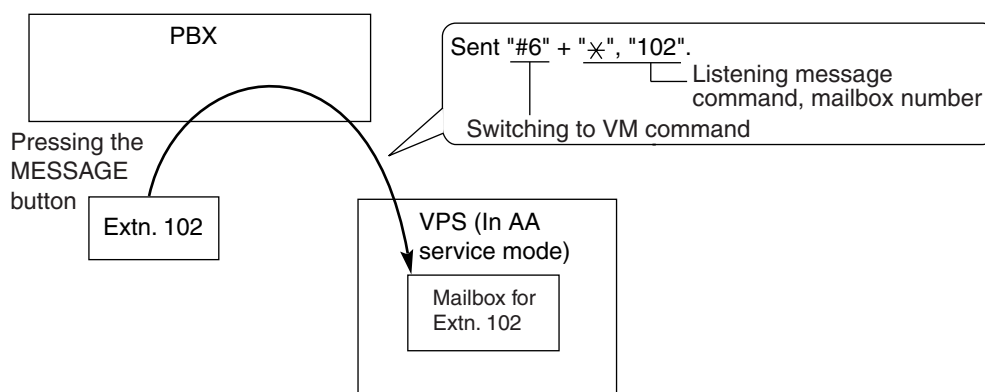 PBX
Sent "#6" + "⚹", "102".
Listening message
command, mailbox number
Switching to VM command
Pressing the
MESSAGE
button
Extn. 102
VPS (In AA
service mode)
Mailbox for
Extn. 102